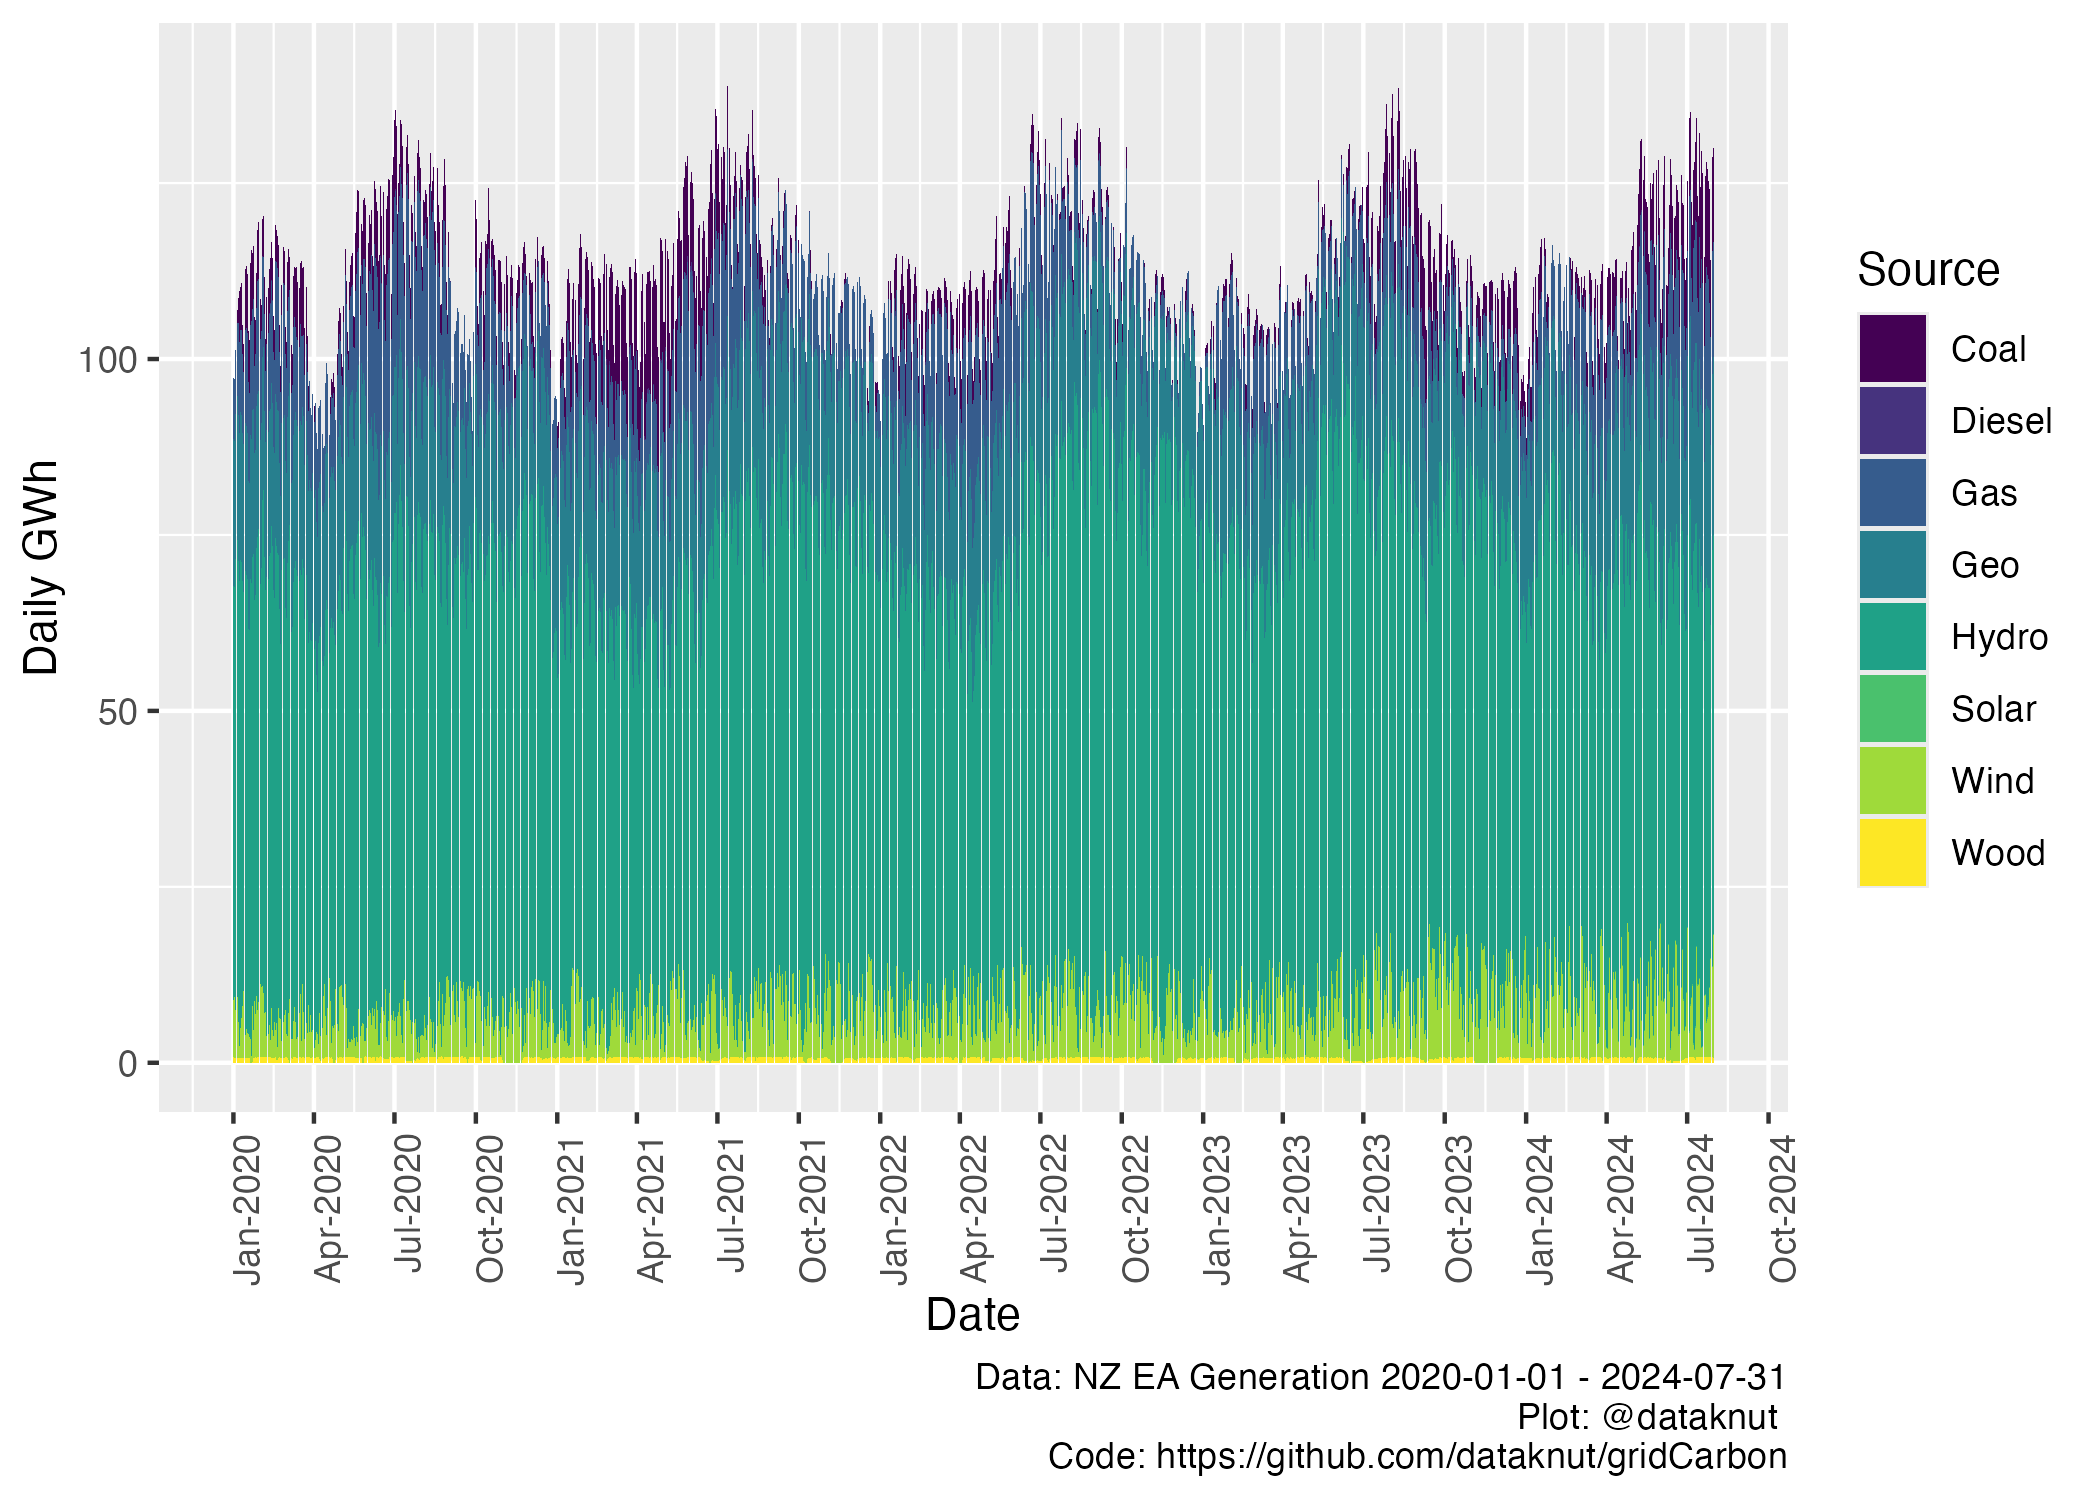 Daily GWh
100
50
0
Jan-2020
Apr-2020
Jul-2020
Oct-2020
Jan-2021
Apr-2021
Jul-2021
Oct-2021
Jan-2022
Apr-2022
Jul-2022
Oct-2022
Jan-2023
Apr-2023
Jul-2023
Oct-2023
Jan-2024
Apr-2024
Jul-2024
Oct-2024
Date
Source
Coal
Diesel
Gas
Geo
Hydro
Solar
Wind
Wood
Data: NZ EA Generation 2020-01-01 - 2024-07-31
Plot: @dataknut
Code: https://github.com/dataknut/gridCarbon